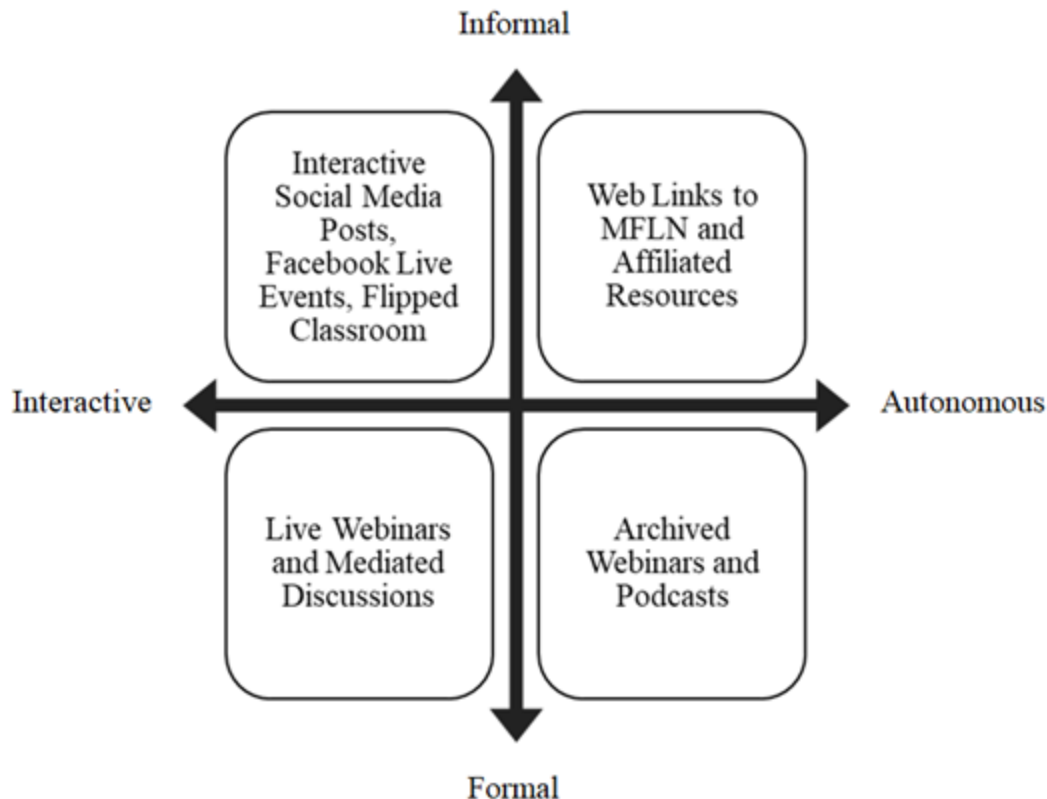 Informal
Interactive
Social Media
Posts,
Facebook Live
Events, Flipped
Classroom
Web Links to
MFLN and
Affiliated
Resources
Interactive
Autonomous
Live Webinars
and Mediated
Discussions
Archived
Webinars and
Podcasts
Formal